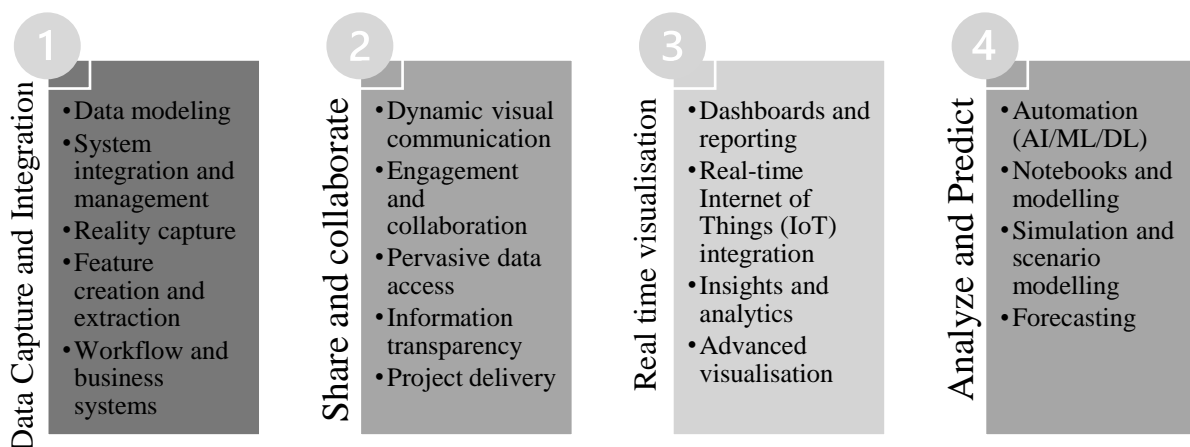 1
Data Capture and Integration
•Data modeling
•System
integration and
management
•Reality capture
•Feature
creation and
extraction
•Workflow and
business
systems
2
Share and collaborate
•Dynamic visual
communication
•Engagement
and
collaboration
•Pervasive data
access
•Information
transparency
•Project delivery
3
Real time visualisation
•Dashboards and
reporting
•Real-time
Internet of
Things (IoT)
integration
•Insights and
analytics
•Advanced
visualisation
4
Analyze and Predict
•Automation
(AI/ML/DL)
•Notebooks and
modelling
•Simulation and
scenario
modelling
•Forecasting